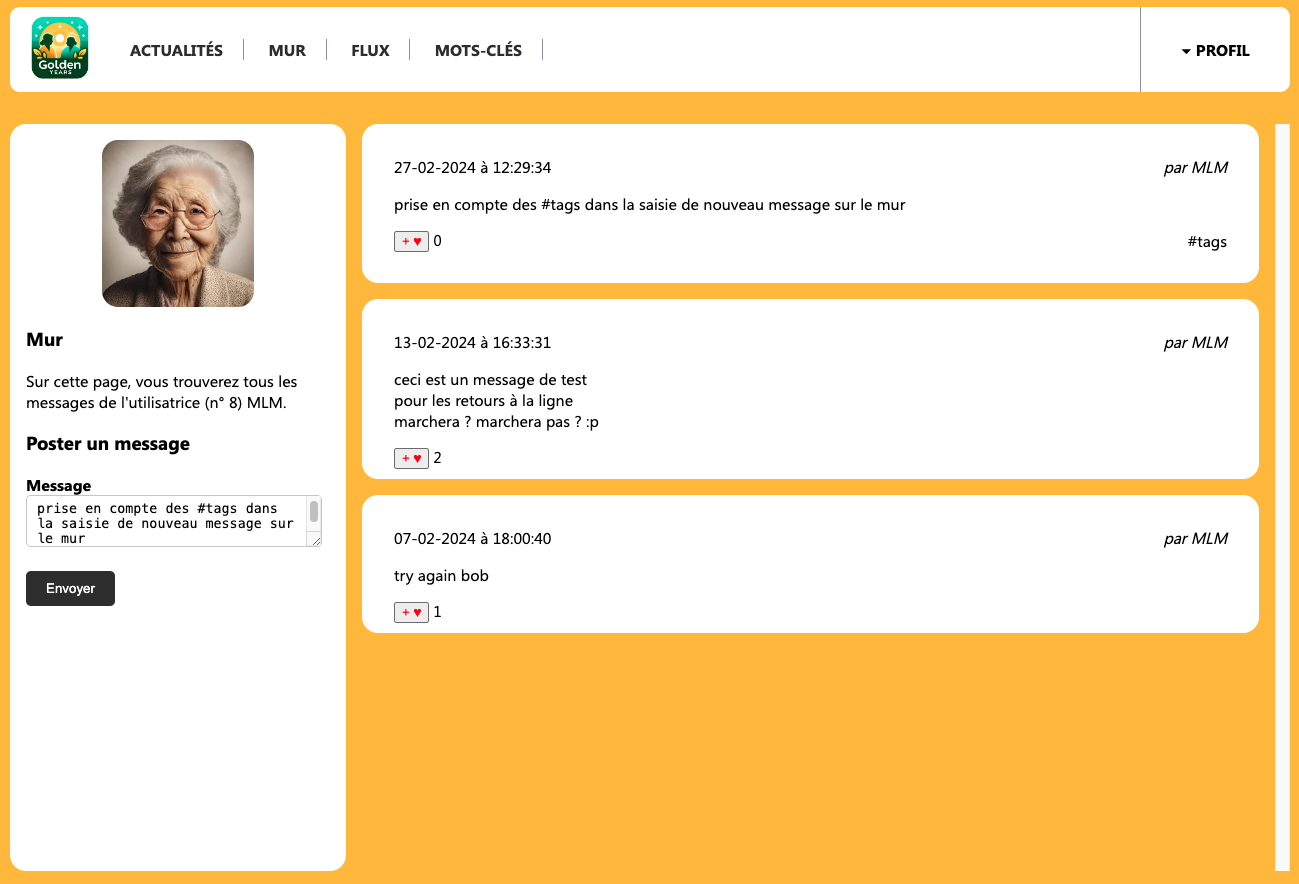 Golden
YEARS
ACTUALITÉS
MUR
FLUX
MOTS-CLÉS
PROFIL
Mur
Sur cette page, vous trouverez tous les
messages de l'utilisatrice (n° 8) MLM.
Poster un message
Message
prise en compte des #tags dans
la saisie de nouveau message sur
le mur
Envoyer
27-02-2024 à 12:29:34
par MLM
prise en compte des #tags dans la saisie de nouveau message sur le mur
+ ♥ 0
#tags
13-02-2024 à 16:33:31
par MLM
ceci est un message de test
pour les retours à la ligne
marchera ? marchera pas ? :p
+ ♥ 2
07-02-2024 à 18:00:40
par MLM
try again bob
+ ♥ 1